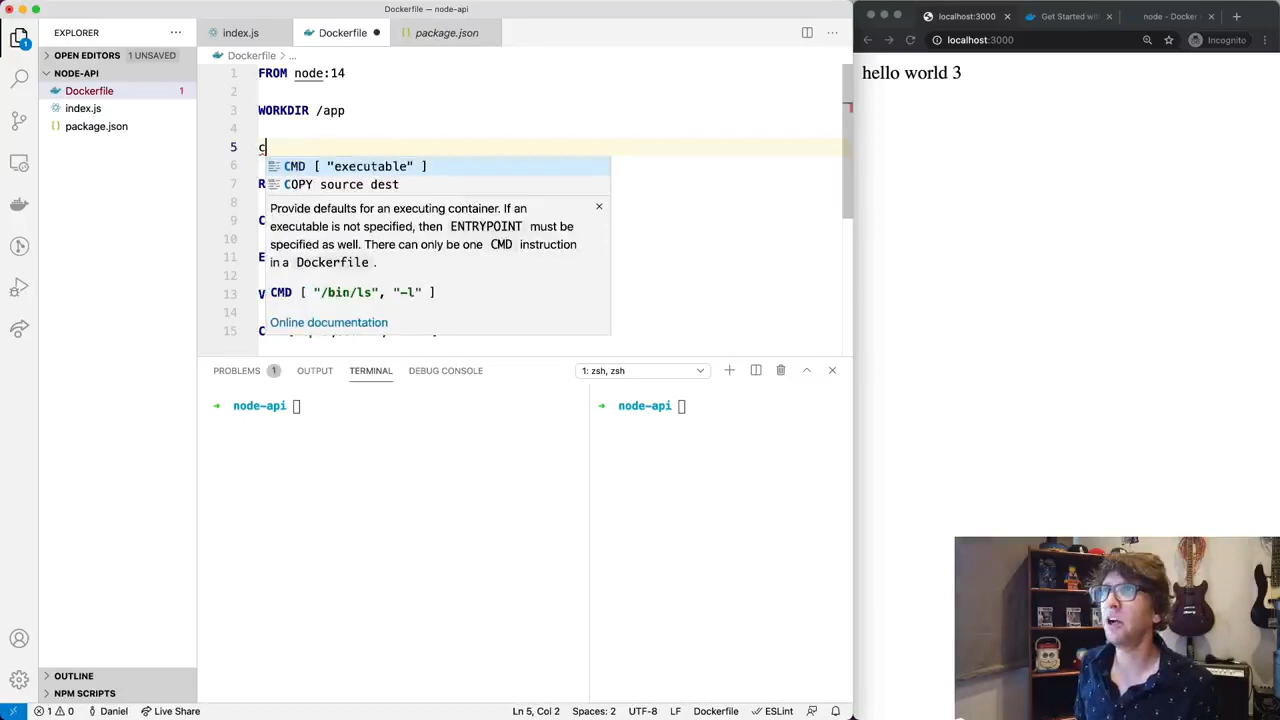 Dockerfile — node-api
EXPLORER
index.js
Dockerfile
package.json
OPEN EDITORS
1 UNSAVED
Dockerfile > ...
NODE-API
Dockerfile
1
index.js
package.json
1 FROM node:14
2
3 WORKDIR /app
4
5 c
6
7 R
8
9 C
10
11 E
12
13 V
14
15 C
CMD [ "executable" ]
COPY source dest
Provide defaults for an executing container. If an
executable is not specified, then ENTRYPOINT must be
specified as well. There can only be one CMD instruction
in a Dockerfile.
CMD [ "/bin/ls", "-l" ]
Online documentation
PROBLEMS 1
OUTPUT
TERMINAL
DEBUG CONSOLE
1: zsh, zsh
→ node-api
→ node-api
OUTLINE
NPM SCRIPTS
1 0
Daniel
Live Share
Ln 5, Col 2
Spaces: 2
UTF-8
LF
Dockerfile
ESLint
localhost:3000
Get Started with
node - Docker
localhost:3000
Incognito
hello world 3